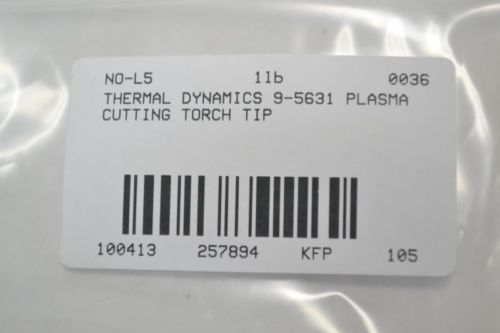 NO-L5 1lb 0036
THERMAL DYNAMICS 9-5631 PLASMA
CUTTING TORCH TIP
100413 257894 KFP 105